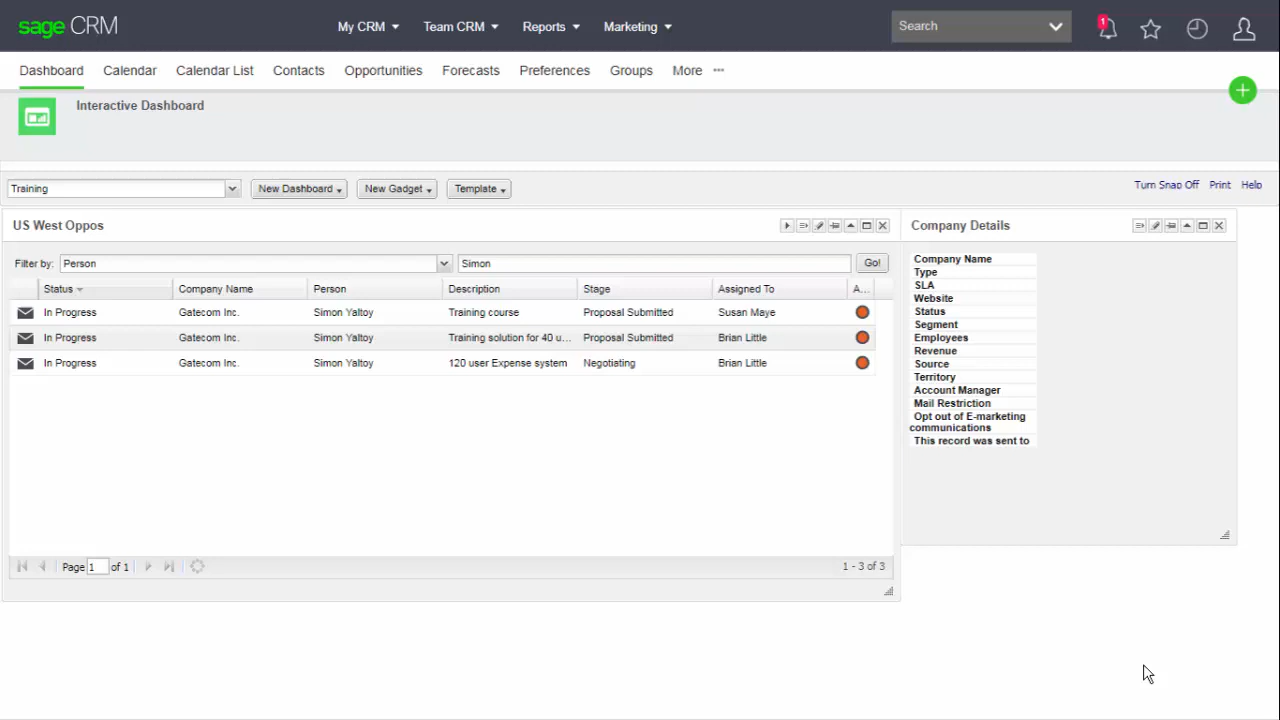 sage CRM
My CRM Team CRM Reports Marketing
Search
1
Dashboard Calendar Calendar List Contacts Opportunities Forecasts Preferences Groups More ···
Interactive Dashboard
Training New Dashboard New Gadget Template
Turn Snap Off Print Help
US West Oppos
Filter by: Person Simon Go!
Status Company Name Person Description Stage Assigned To A...
In Progress Gatecom Inc. Simon Yaltoy Training course Proposal Submitted Susan Maye
In Progress Gatecom Inc. Simon Yaltoy Training solution for 40 u... Proposal Submitted Brian Little
In Progress Gatecom Inc. Simon Yaltoy 120 user Expense system Negotiating Brian Little
Page 1 of 1
1 - 3 of 3
Company Details
Company Name
Type
SLA
Website
Status
Segment
Employees
Revenue
Source
Territory
Account Manager
Mail Restriction
Opt out of E-marketing
communications
This record was sent to